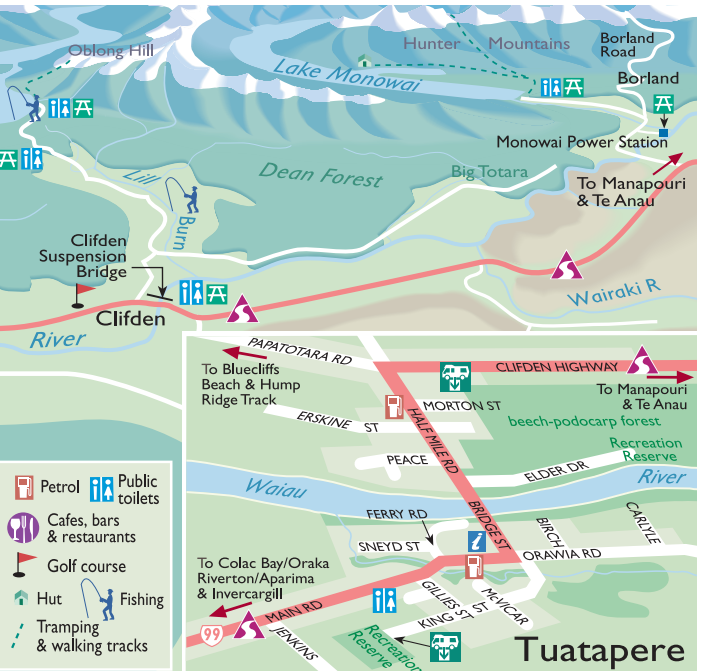 Oblong Hill
Lake Monowai
Hunter Mountains
Borland
Road
Borland
Monowai Power Station
To Manapouri
& Te Anau
Dean Forest
Big Totara
Lill
Burn
Clifden
Suspension
Bridge
Clifden
River
Wairaki R
PAPATOTARA RD
To Bluecliffs
Beach & Hump
Ridge Track
CLIFDEN HIGHWAY
To Manapouri
& Te Anau
MORTON ST
ERSKINE ST
HALF MILE RD
beech-podocarp forest
Recreation
Reserve
PEACE
ELDER DR
Waiau
River
BRIDGE ST
FERRY RD
SNEYD ST
i
BIRCH
CARLYLE
ORAWIA RD
To Colac Bay/Oraka
Riverton/Aparima
& Invercargill
MAIN RD
99
JENKINS
GILLIES ST
KING ST
McVICAR
Recreation
Reserve
Tuatapere
Petrol
Public
toilets
Cafes, bars
& restaurants
Golf course
Hut
Fishing
Tramping
& walking tracks